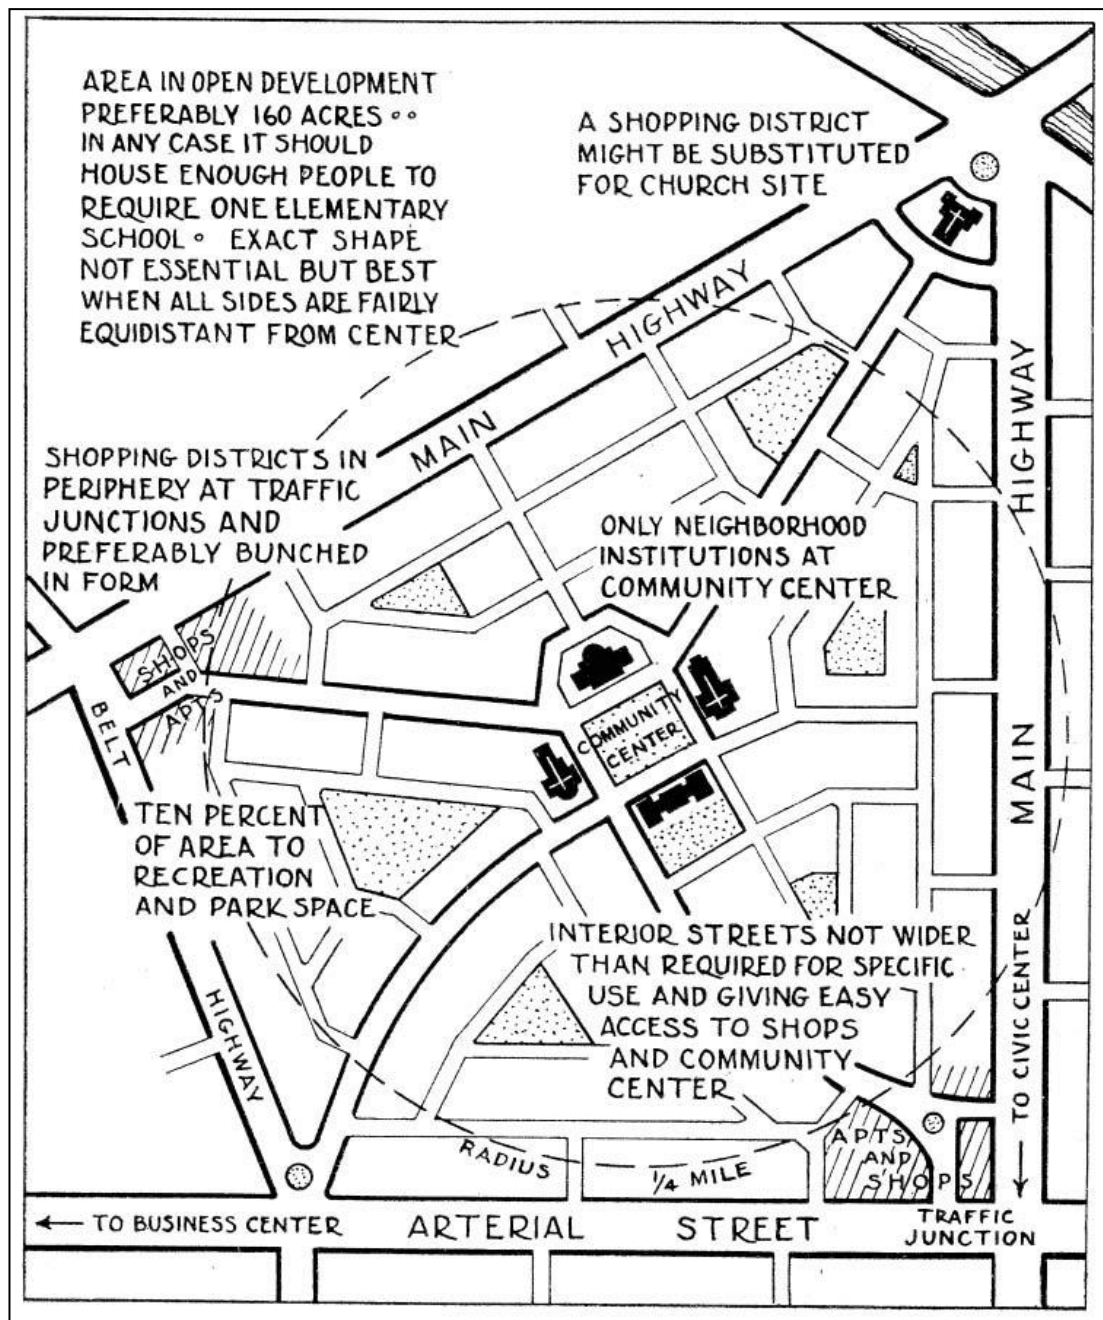 AREA IN OPEN DEVELOPMENT
PREFERABLY 160 ACRES
IN ANY CASE IT SHOULD
HOUSE ENOUGH PEOPLE TO
REQUIRE ONE ELEMENTARY
SCHOOL. EXACT SHAPE
NOT ESSENTIAL BUT BEST
WHEN ALL SIDES ARE FAIRLY
EQUIDISTANT FROM CENTER
A SHOPPING DISTRICT
MIGHT BE SUBSTITUTED
FOR CHURCH SITE
MAIN HIGHWAY
SHOPPING DISTRICTS IN
PERIPHERY AT TRAFFIC
JUNCTIONS AND
PREFERABLY BUNCHED
IN FORM
ONLY NEIGHBORHOOD
INSTITUTIONS AT
COMMUNITY CENTER
MAIN HIGHWAY
SHOPS
AND
APTS
BELT HIGHWAY
COMMUNITY
CENTER
TEN PERCENT
OF AREA TO
RECREATION
AND PARK SPACE
INTERIOR STREETS NOT WIDER
THAN REQUIRED FOR SPECIFIC
USE AND GIVING EASY
ACCESS TO SHOPS
AND COMMUNITY
CENTER
TO CIVIC CENTER
APTS
AND
SHOPS
RADIUS 1/4 MILE
← TO BUSINESS CENTER
ARTERIAL STREET
TRAFFIC
JUNCTION